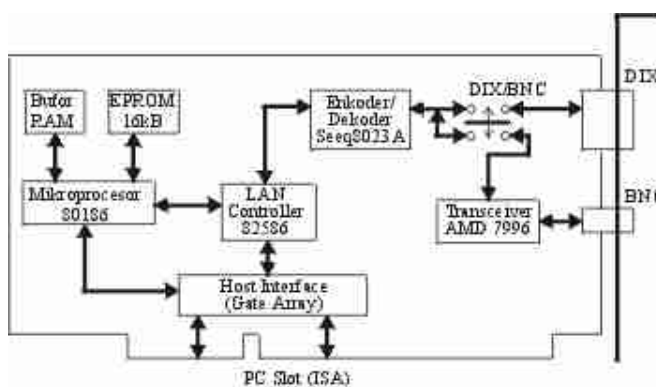 DIX/BNC
DIX
Bufor
RAM
EPROM
16kB
Enkoder/
Dekoder
Seeq8023A
Mikroprocesor
80186
LAN
Controller
82586
Transceiver
AMD 7996
BNC
Host Interface
(Gate Array)
PC Slot (ISA)